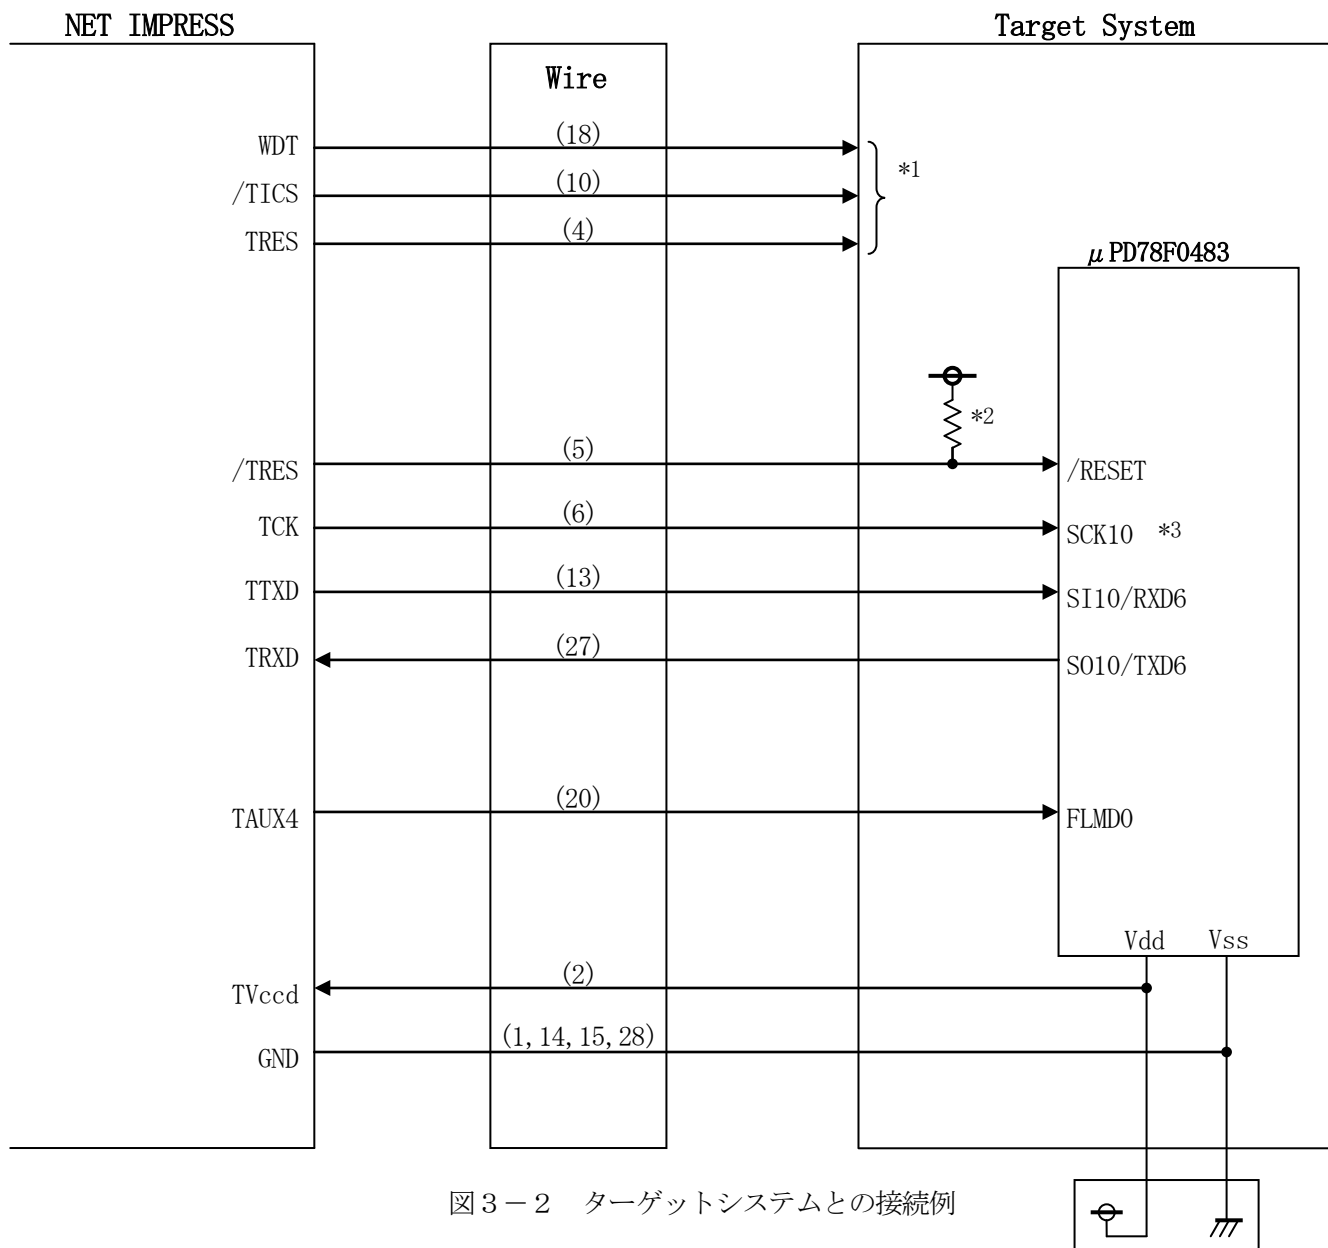 NET IMPRESS
Target System
Wire
WDT
(18)
*1
/TICS
(10)
TRES
(4)
μPD78F0483
*2
/TRES
(5)
/RESET
TCK
(6)
SCK10 *3
TTXD
(13)
SI10/RXD6
TRXD
(27)
SO10/TXD6
TAUX4
(20)
FLMD0
Vdd
Vss
TVccd
(2)
GND
(1,14,15,28)
図3-2 ターゲットシステムとの接続例